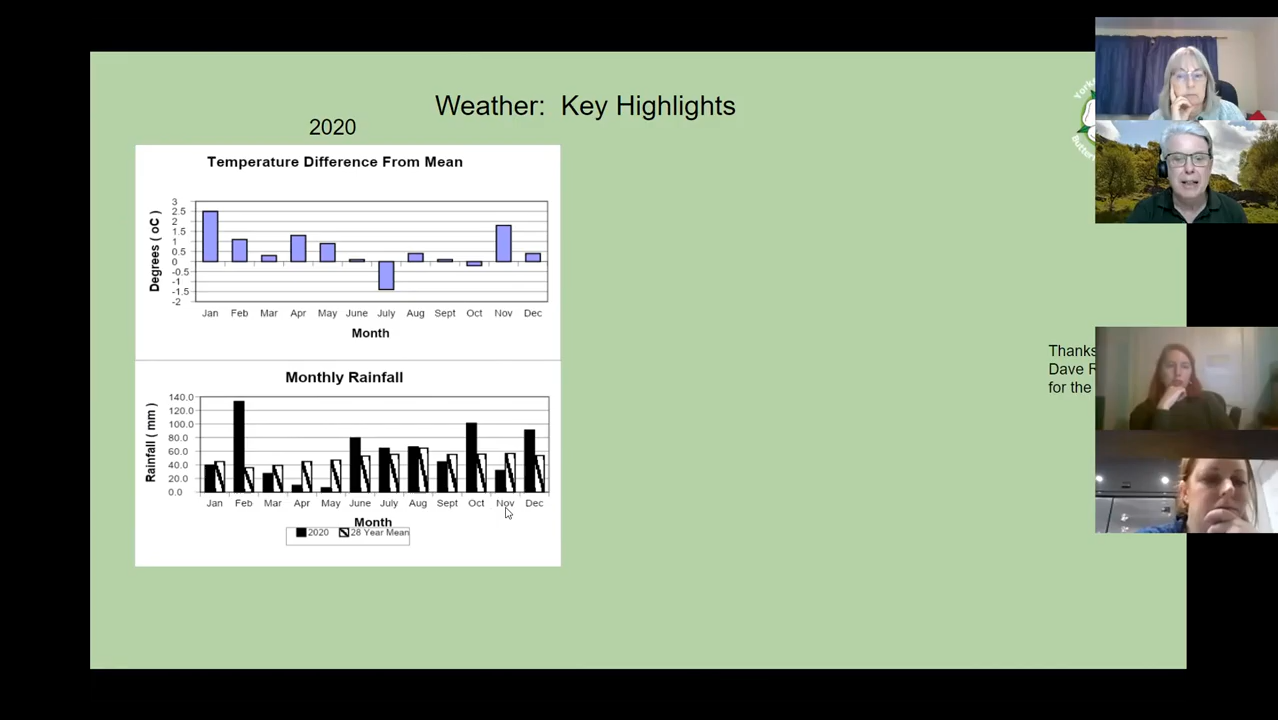 Weather:  Key Highlights
2020
Temperature Difference From Mean
Degrees ( oC )
3
2.5
2
1.5
1
0.5
0
-0.5
-1
-1.5
-2
Jan Feb Mar Apr May June July Aug Sept Oct Nov Dec
Month
Monthly Rainfall
Rainfall ( mm )
140.0
120.0
100.0
80.0
60.0
40.0
20.0
0.0
Jan Feb Mar Apr May June July Aug Sept Oct Nov Dec
Month
2020 28 Year Mean
Thanks
Dave
for the